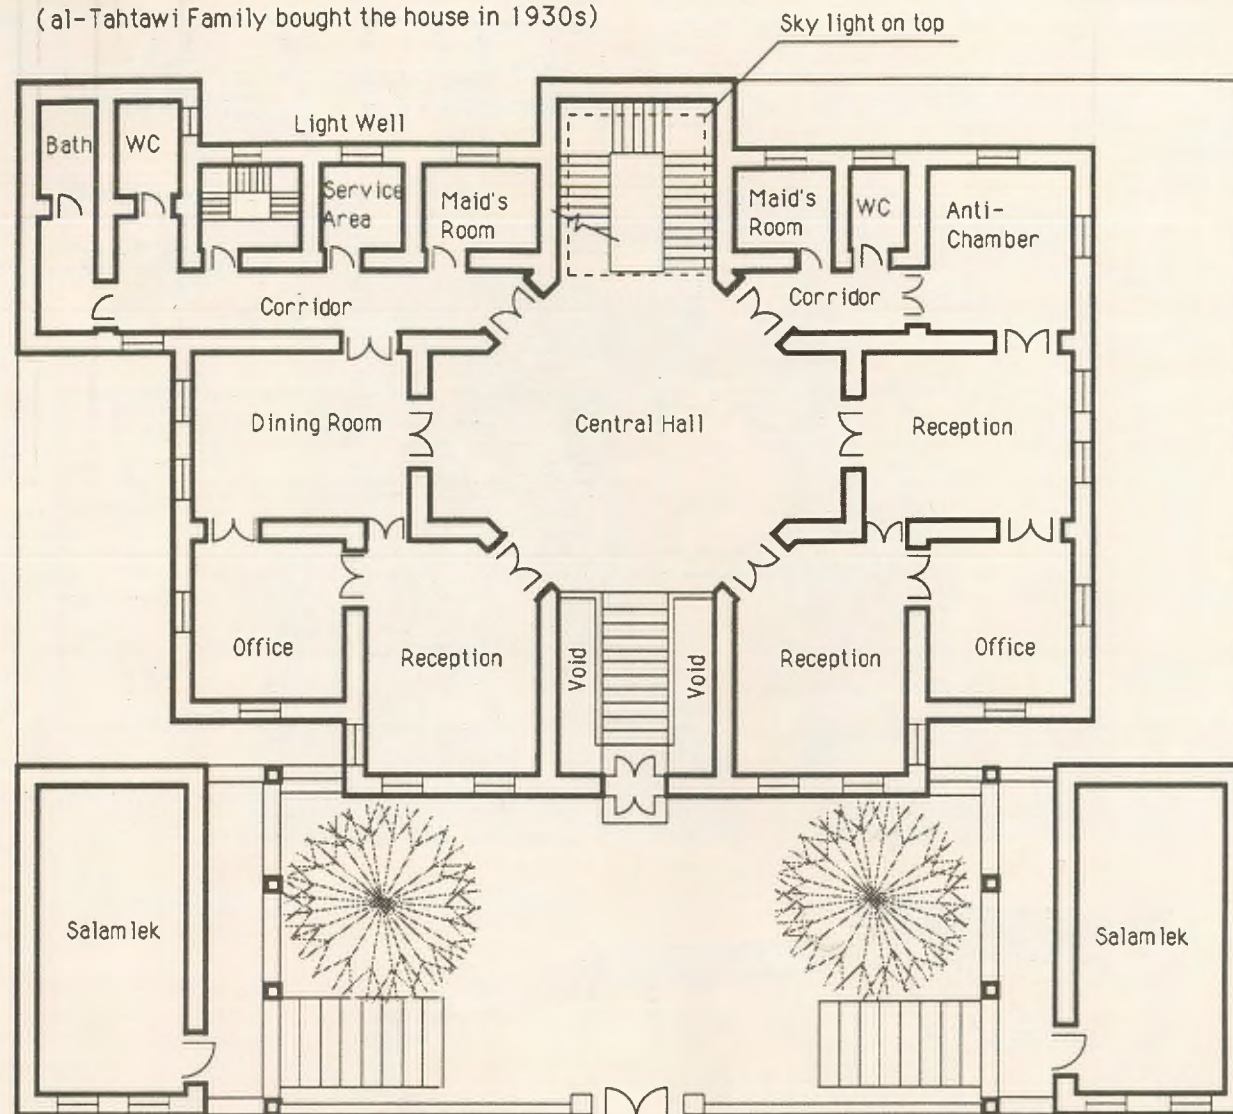 (al-Tahtawi Family bought the house in 1930s)
Sky light on top
Light Well
Bath
WC
Service
Area
Maid's
Room
Maid's
Room
WC
Anti-
Chamber
Corridor
Corridor
Dining Room
Central Hall
Reception
Office
Reception
Void
Void
Reception
Office
Salamlek
Salamlek